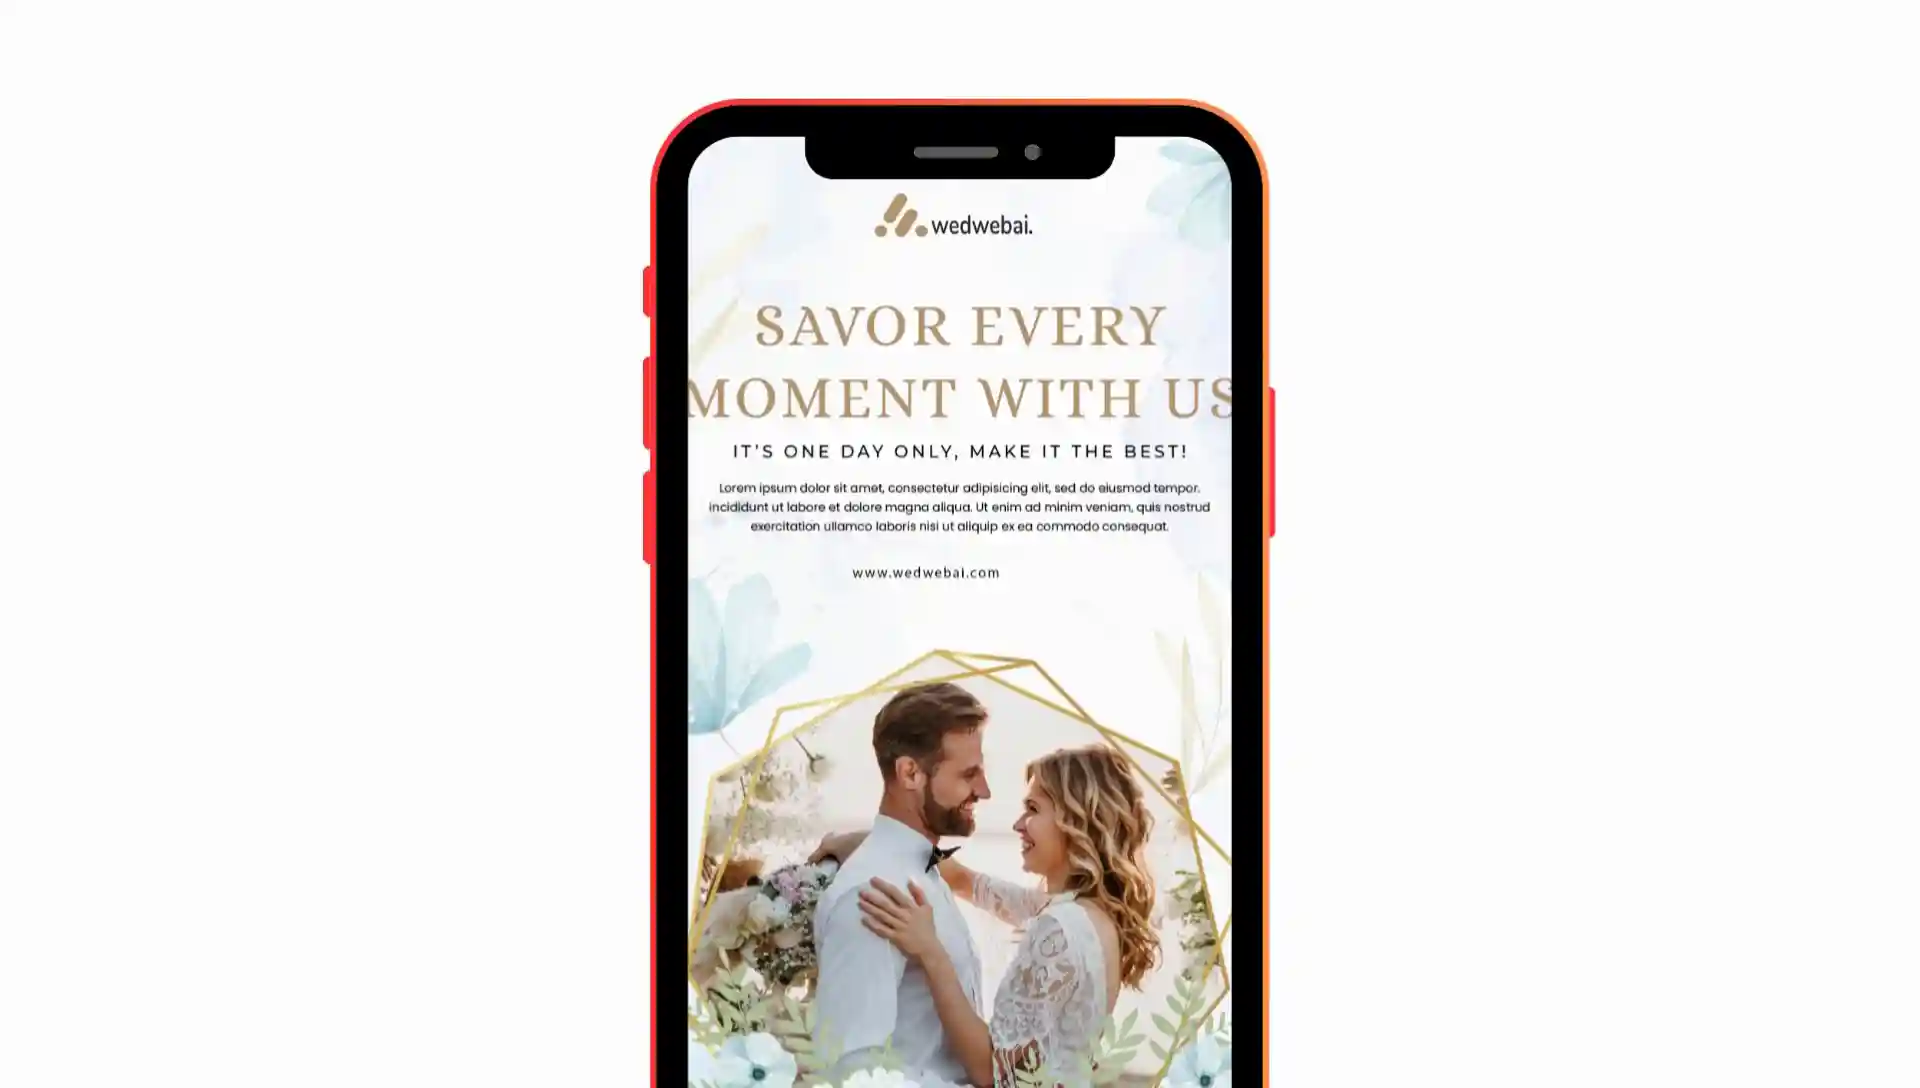 wedwebai.
SAVOR EVERY
MOMENT WITH US
IT'S ONE DAY ONLY, MAKE IT THE BEST!
Lorem ipsum dolor sit amet, consectetur adipisicing elit, sed do eiusmod tempor.
incididunt ut labore et dolore magna aliqua. Ut enim ad minim veniam, quis nostrud
exercitation ullamco laboris nisi ut aliquip ex ea commodo consequat.
www.wedwebai.com